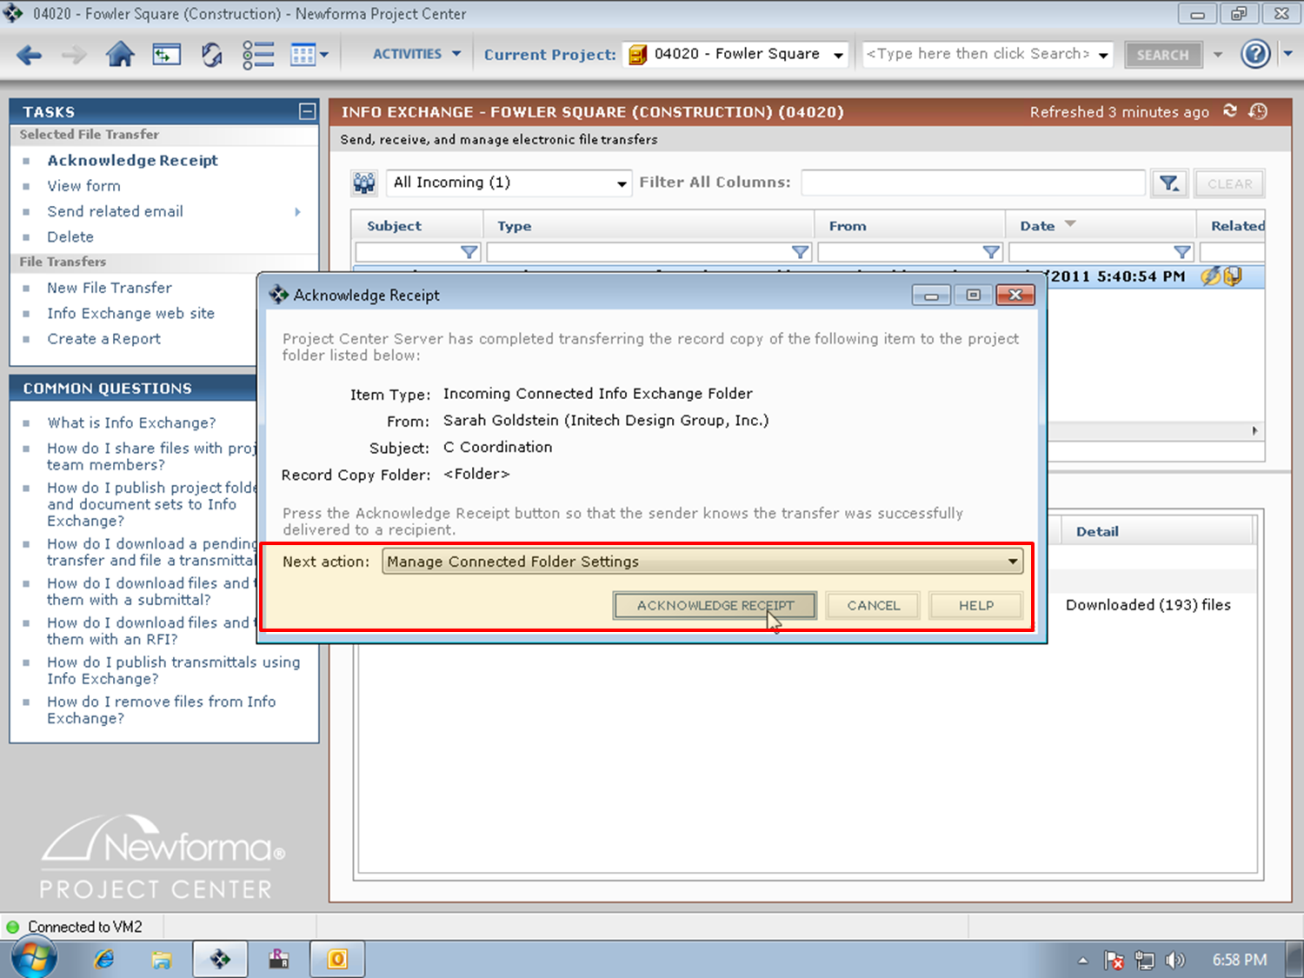 04020 - Fowler Square (Construction) - Newforma Project Center
ACTIVITIES
Current Project:
04020 - Fowler Square
<Type here then click Search>
SEARCH
TASKS
Selected File Transfer
Acknowledge Receipt
View form
Send related email
Delete
File Transfers
New File Transfer
Info Exchange web site
Create a Report
COMMON QUESTIONS
What is Info Exchange?
How do I share files with proj
team members?
How do I publish project folde
and document sets to Info
Exchange?
How do I download a pending
transfer and file a transmittal
How do I download files and f
them with a submittal?
How do I download files and f
them with an RFI?
How do I publish transmittals using
Info Exchange?
How do I remove files from Info
Exchange?
Newforma®
PROJECT CENTER
INFO EXCHANGE - FOWLER SQUARE (CONSTRUCTION) (04020)
Refreshed 3 minutes ago
Send, receive, and manage electronic file transfers
All Incoming (1)
Filter All Columns:
CLEAR
Subject Type From Date Related
/2011 5:40:54 PM
Acknowledge Receipt
Project Center Server has completed transferring the record copy of the following item to the project
folder listed below:
Item Type: Incoming Connected Info Exchange Folder
From: Sarah Goldstein (Initech Design Group, Inc.)
Subject: C Coordination
Record Copy Folder: <Folder>
Press the Acknowledge Receipt button so that the sender knows the transfer was successfully
delivered to a recipient.
Next action: Manage Connected Folder Settings
ACKNOWLEDGE RECEIPT CANCEL HELP
Detail
Downloaded (193) files
Connected to VM2
6:58 PM